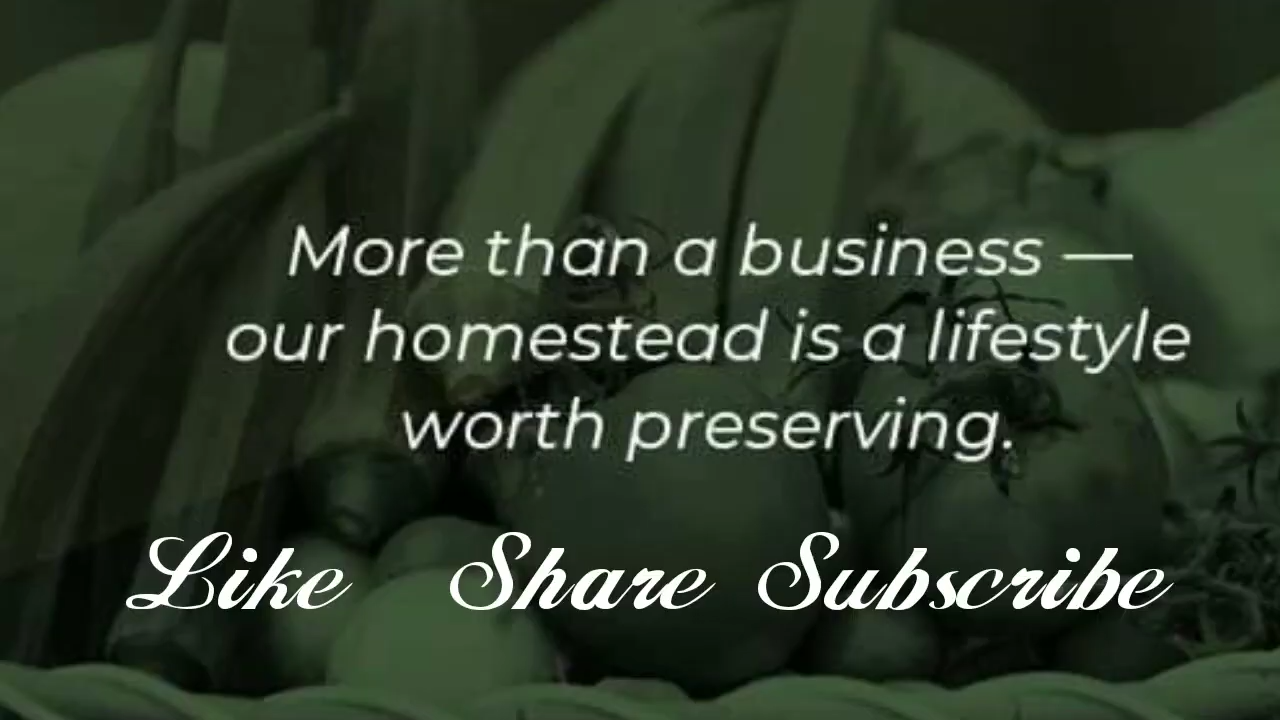 More than a business —
our homestead is a lifestyle
worth preserving.
Like Share Subscribe